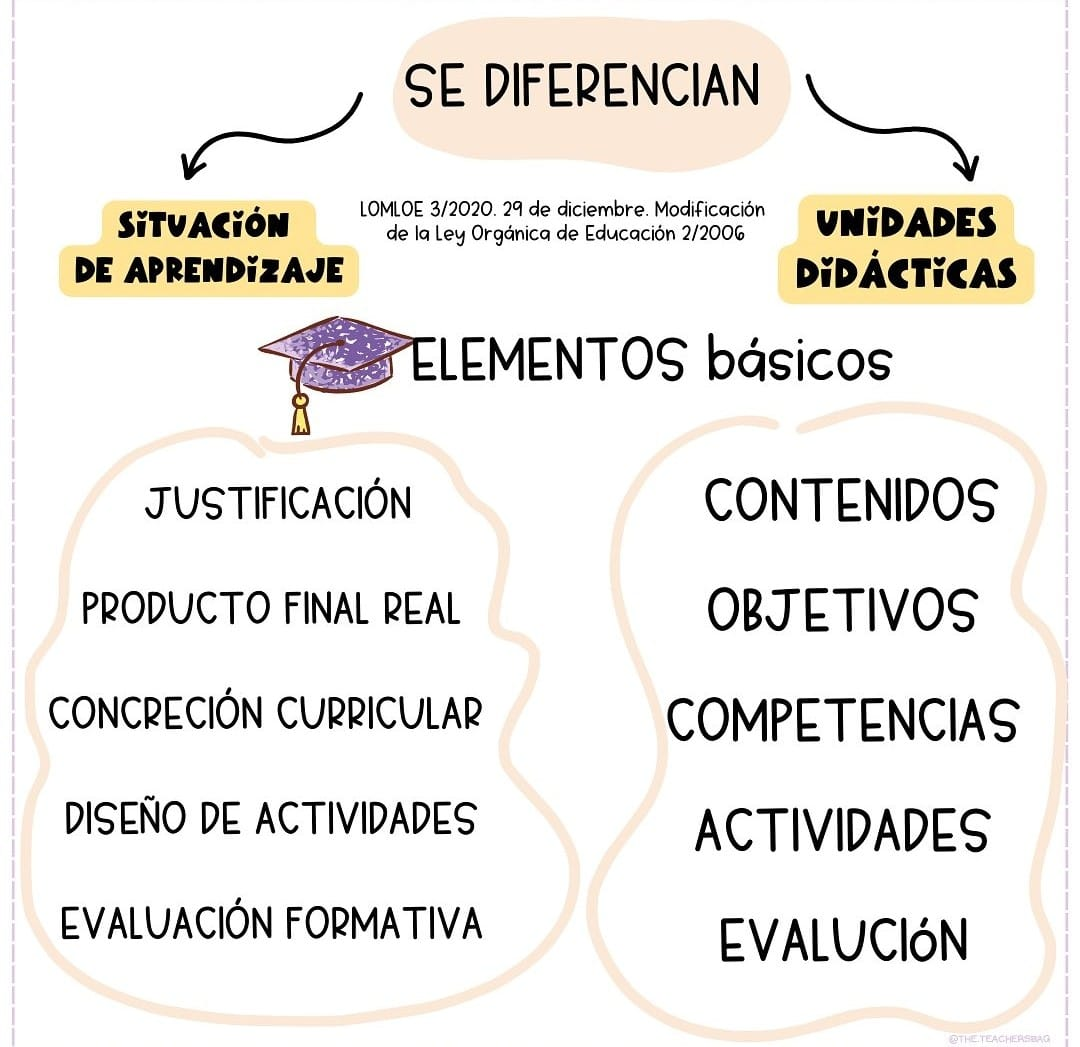 SE DIFERENCIAN
SITUACIÓN
DE APRENDIZAJE
LOMLOE 3/2020. 29 de diciembre. Modificación
de la Ley Orgánica de Educación 2/2006
UNIDADES
DIDÁCTICAS
ELEMENTOS básicos
JUSTIFICACIÓN
PRODUCTO FINAL REAL
CONCRECIÓN CURRICULAR
DISEÑO DE ACTIVIDADES
EVALUACIÓN FORMATIVA
CONTENIDOS
OBJETIVOS
COMPETENCIAS
ACTIVIDADES
EVALUCIÓN
@THE.TEACHERSBAG